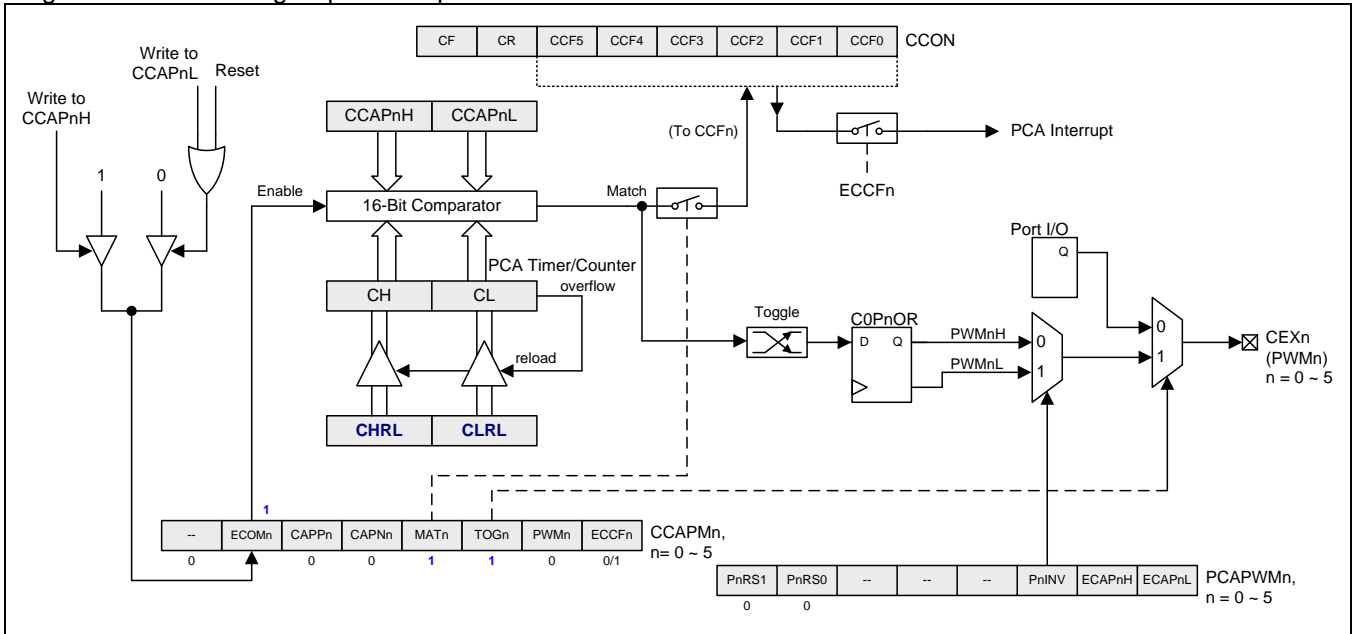 CF CR CCF5 CCF4 CCF3 CCF2 CCF1 CCF0 CCON
Write to
CCAPnL
Reset
Write to
CCAPnH
CCAPnH CCAPnL
(To CCFn)
PCA Interrupt
ECCFn
1 0
Enable
16-Bit Comparator
Match
Port I/O
Q
PCA Timer/Counter
overflow
CH CL
Toggle
C0PnOR
D Q
PWMnH
PWMnL
0
1
0
1
CEXn
(PWMn)
n = 0 ~ 5
reload
CHRL CLRL
1
-- ECOMn CAPPn CAPNn MATn TOGn PWMn ECCFn
CCAPMn,
n= 0 ~ 5
0 0 0 1 1 0 0/1
PnRS1 PnRS0 -- -- -- PnINV ECAPnH ECAPnL
PCAPWMn,
n = 0 ~ 5
0 0